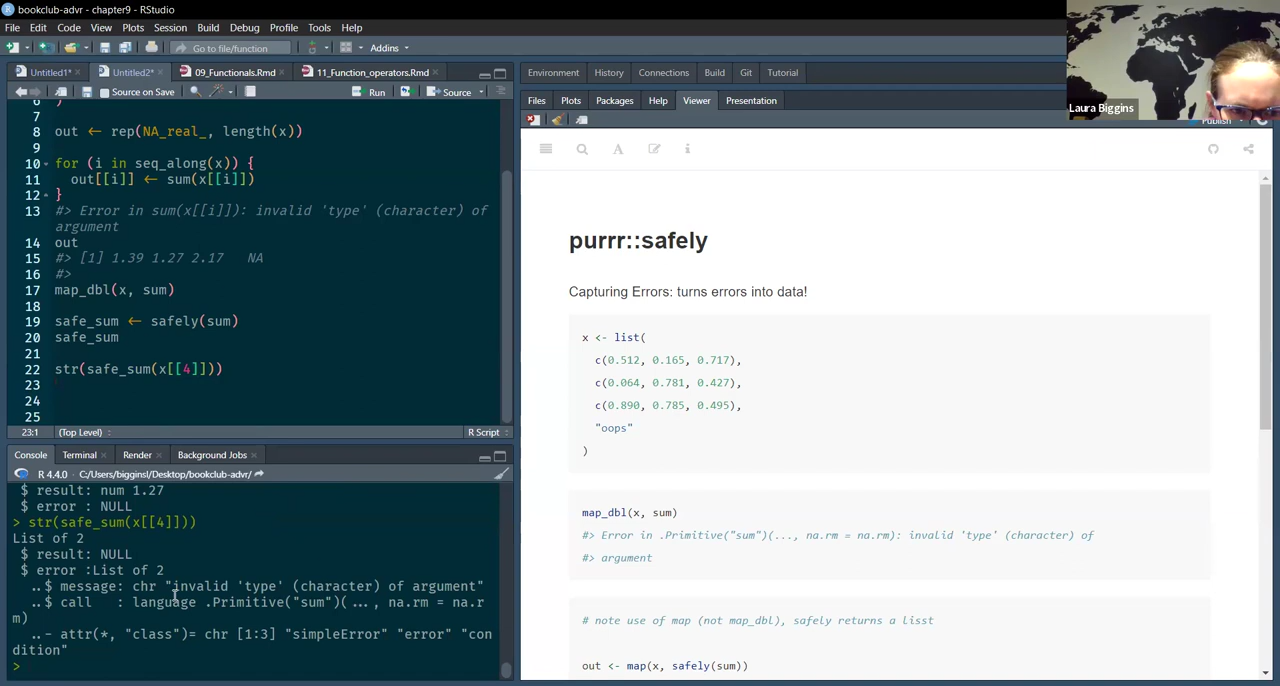 bookclub-advr - chapter9 - RStudio
File Edit Code View Plots Session Build Debug Profile Tools Help
Go to file/function Addins
Untitled1* Untitled2* 09_Functionals.Rmd 11_Function_operators.Rmd
Source on Save Run Source
6 )
7
8 out ← rep(NA_real_, length(x))
9
10 for (i in seq_along(x)) {
11 out[[i]] ← sum(x[[i]])
12 }
13 #> Error in sum(x[[i]]): invalid 'type' (character) of
argument
14 out
15 #> [1] 1.39 1.27 2.17 NA
16 #>
17 map_dbl(x, sum)
18
19 safe_sum ← safely(sum)
20 safe_sum
21
22 str(safe_sum(x[[4]]))
23
24
25
23:1 (Top Level) R Script
Console Terminal Render Background Jobs
R 4.4.0 · C:/Users/bigginsl/Desktop/bookclub-advr/
$ result: num 1.27
$ error : NULL
> str(safe_sum(x[[4]]))
List of 2
$ result: NULL
$ error :List of 2
..$ message: chr "invalid 'type' (character) of argument"
..$ call : language .Primitive("sum")(..., na.rm = na.r
m)
..- attr(*, "class")= chr [1:3] "simpleError" "error" "con
dition"
>
Environment History Connections Build Git Tutorial
Files Plots Packages Help Viewer Presentation
Publish
Laura Biggins
purrr::safely
Capturing Errors: turns errors into data!
x <- list(
c(0.512, 0.165, 0.717),
c(0.064, 0.781, 0.427),
c(0.890, 0.785, 0.495),
"oops"
)
map_dbl(x, sum)
#> Error in .Primitive("sum")(..., na.rm = na.rm): invalid 'type' (character) of
#> argument
# note use of map (not map_dbl), safely returns a lisst
out <- map(x, safely(sum))